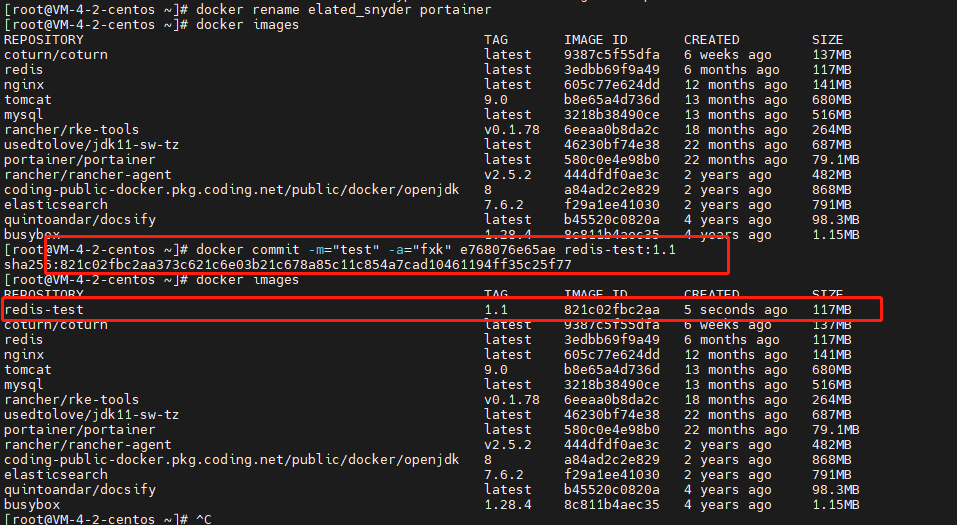 [root@VM-4-2-centos ~]# docker rename elated_snyder portainer
[root@VM-4-2-centos ~]# docker images
REPOSITORY TAG IMAGE ID CREATED SIZE
coturn/coturn latest 9387c5f55dfa 6 weeks ago 137MB
redis latest 3edbb69f9a49 6 months ago 117MB
nginx latest 605c77e624dd 12 months ago 141MB
tomcat 9.0 b8e65a4d736d 13 months ago 680MB
mysql latest 3218b38490ce 13 months ago 516MB
rancher/rke-tools v0.1.78 6eeaa0b8da2c 18 months ago 264MB
usedtolove/jdk11-sw-tz latest 46230bf74e38 22 months ago 687MB
portainer/portainer latest 580c0e4e98b0 22 months ago 79.1MB
rancher/rancher-agent v2.5.2 444dfdf0ae3c 2 years ago 482MB
coding-public-docker.pkg.coding.net/public/docker/openjdk 8 a84ad2c2e829 2 years ago 868MB
elasticsearch 7.6.2 f29a1ee41030 2 years ago 791MB
quintoandar/docsify latest b45520c0820a 4 years ago 98.3MB
busybox 1.28.4 8c811b4aec35 4 years ago 1.15MB
[root@VM-4-2-centos ~]# docker commit -m="test" -a="fxk" e768076e65ae redis-test:1.1
sha256:821c02fbc2aa373c621c6e03b21c678a85c11c854a7cad10461194ff35c25f77
[root@VM-4-2-centos ~]# docker images
REPOSITORY TAG IMAGE ID CREATED SIZE
redis-test 1.1 821c02fbc2aa 5 seconds ago 117MB
coturn/coturn latest 9387c5f55dfa 6 weeks ago 137MB
redis latest 3edbb69f9a49 6 months ago 117MB
nginx latest 605c77e624dd 12 months ago 141MB
tomcat 9.0 b8e65a4d736d 13 months ago 680MB
mysql latest 3218b38490ce 13 months ago 516MB
rancher/rke-tools v0.1.78 6eeaa0b8da2c 18 months ago 264MB
usedtolove/jdk11-sw-tz latest 46230bf74e38 22 months ago 687MB
portainer/portainer latest 580c0e4e98b0 22 months ago 79.1MB
rancher/rancher-agent v2.5.2 444dfdf0ae3c 2 years ago 482MB
coding-public-docker.pkg.coding.net/public/docker/openjdk 8 a84ad2c2e829 2 years ago 868MB
elasticsearch 7.6.2 f29a1ee41030 2 years ago 791MB
quintoandar/docsify latest b45520c0820a 4 years ago 98.3MB
busybox 1.28.4 8c811b4aec35 4 years ago 1.15MB
[root@VM-4-2-centos ~]# ^C